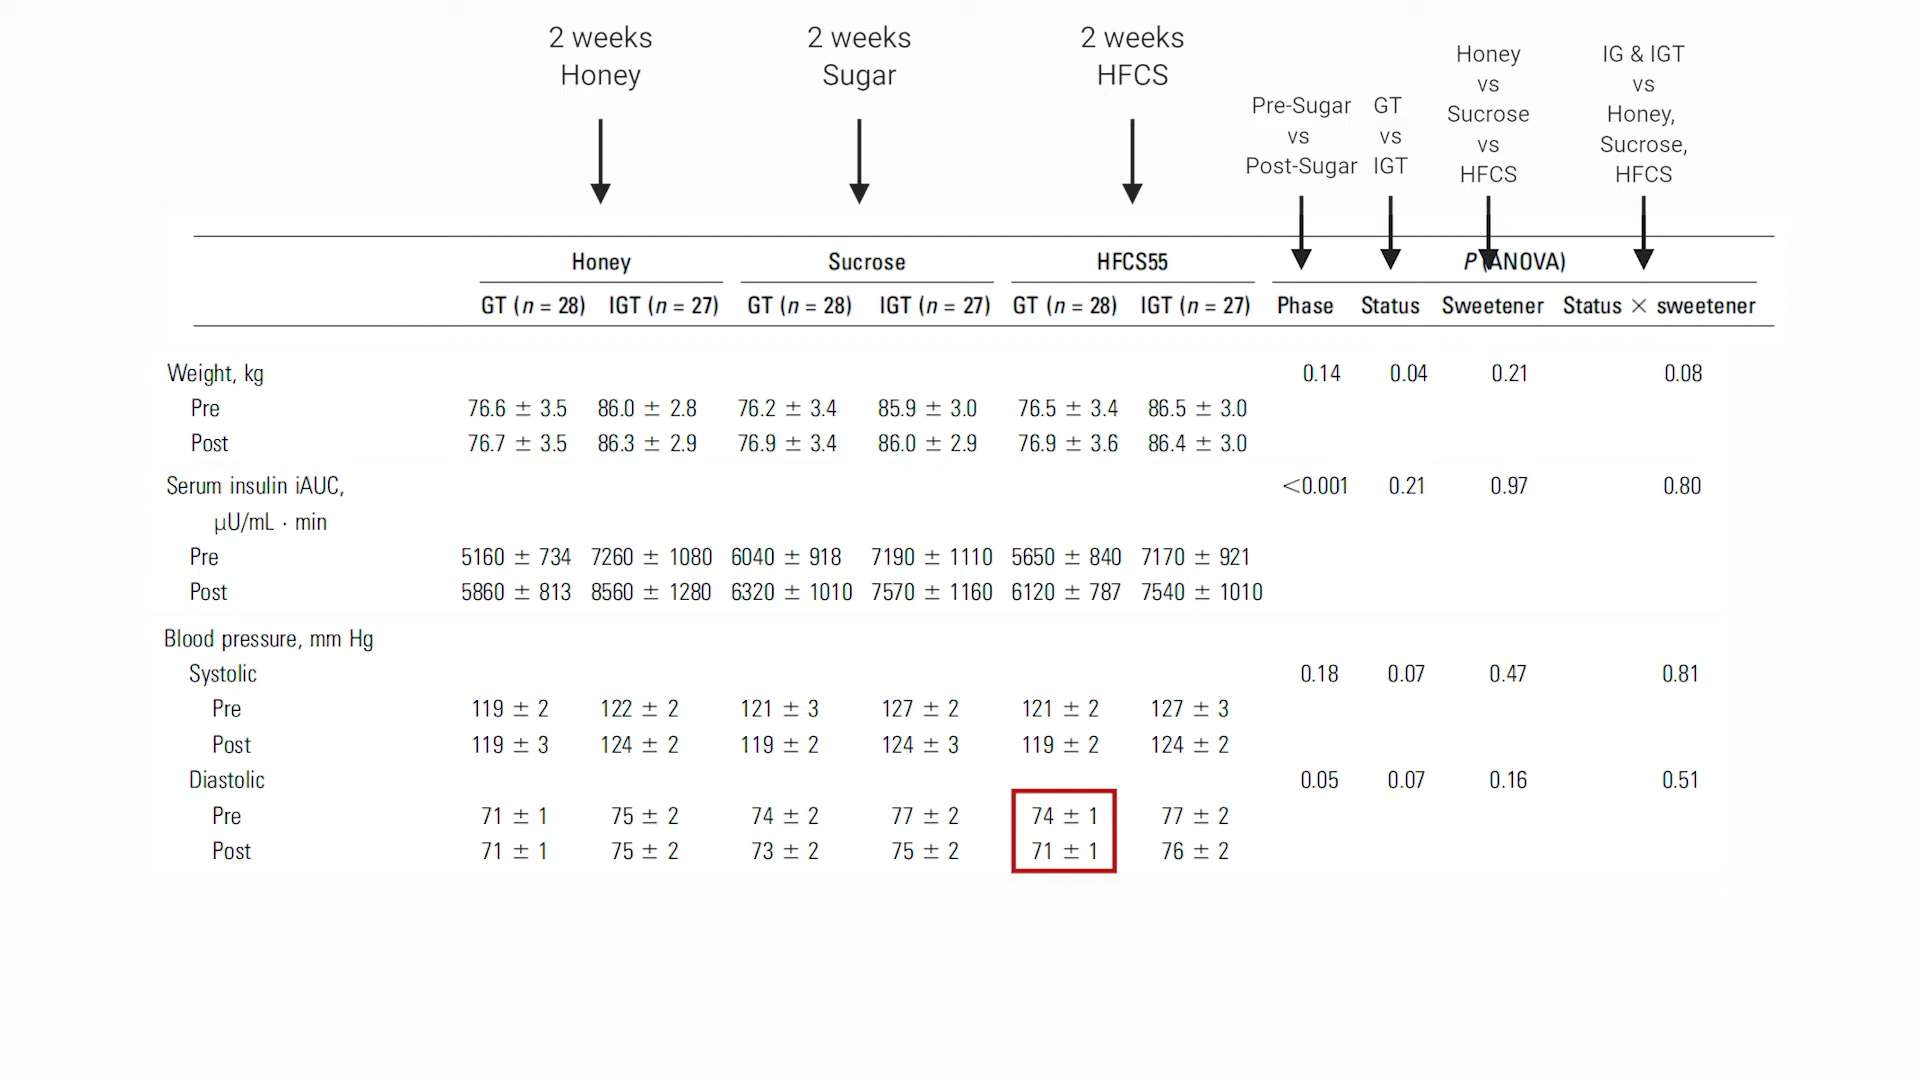 2 weeks
Honey
2 weeks
Sugar
2 weeks
HFCS
Pre-Sugar
vs
Post-Sugar
GT
vs
IGT
Honey
vs
Sucrose
vs
HFCS
IG & IGT
vs
Honey,
Sucrose,
HFCS
Honey Sucrose HFCS55 P (ANOVA)
GT (n = 28) IGT (n = 27) GT (n = 28) IGT (n = 27) GT (n = 28) IGT (n = 27) Phase Status Sweetener Status × sweetener
Weight, kg 0.14 0.04 0.21 0.08
Pre 76.6 ± 3.5 86.0 ± 2.8 76.2 ± 3.4 85.9 ± 3.0 76.5 ± 3.4 86.5 ± 3.0
Post 76.7 ± 3.5 86.3 ± 2.9 76.9 ± 3.4 86.0 ± 2.9 76.9 ± 3.6 86.4 ± 3.0
Serum insulin iAUC, <0.001 0.21 0.97 0.80
μU/mL · min
Pre 5160 ± 734 7260 ± 1080 6040 ± 918 7190 ± 1110 5650 ± 840 7170 ± 921
Post 5860 ± 813 8560 ± 1280 6320 ± 1010 7570 ± 1160 6120 ± 787 7540 ± 1010
Blood pressure, mm Hg
Systolic 0.18 0.07 0.47 0.81
Pre 119 ± 2 122 ± 2 121 ± 3 127 ± 2 121 ± 2 127 ± 3
Post 119 ± 3 124 ± 2 119 ± 2 124 ± 3 119 ± 2 124 ± 2
Diastolic 0.05 0.07 0.16 0.51
Pre 71 ± 1 75 ± 2 74 ± 2 77 ± 2 74 ± 1 77 ± 2
Post 71 ± 1 75 ± 2 73 ± 2 75 ± 2 71 ± 1 76 ± 2